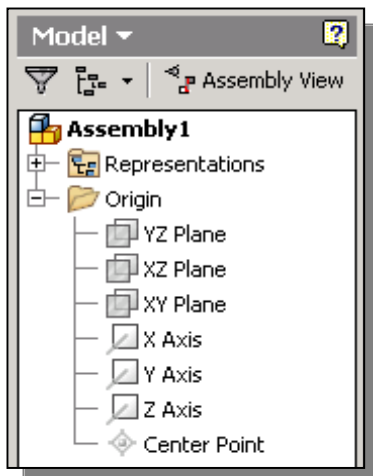 Model ?
Assembly View
Assembly1
Representations
Origin
YZ Plane
XZ Plane
XY Plane
X Axis
Y Axis
Z Axis
Center Point